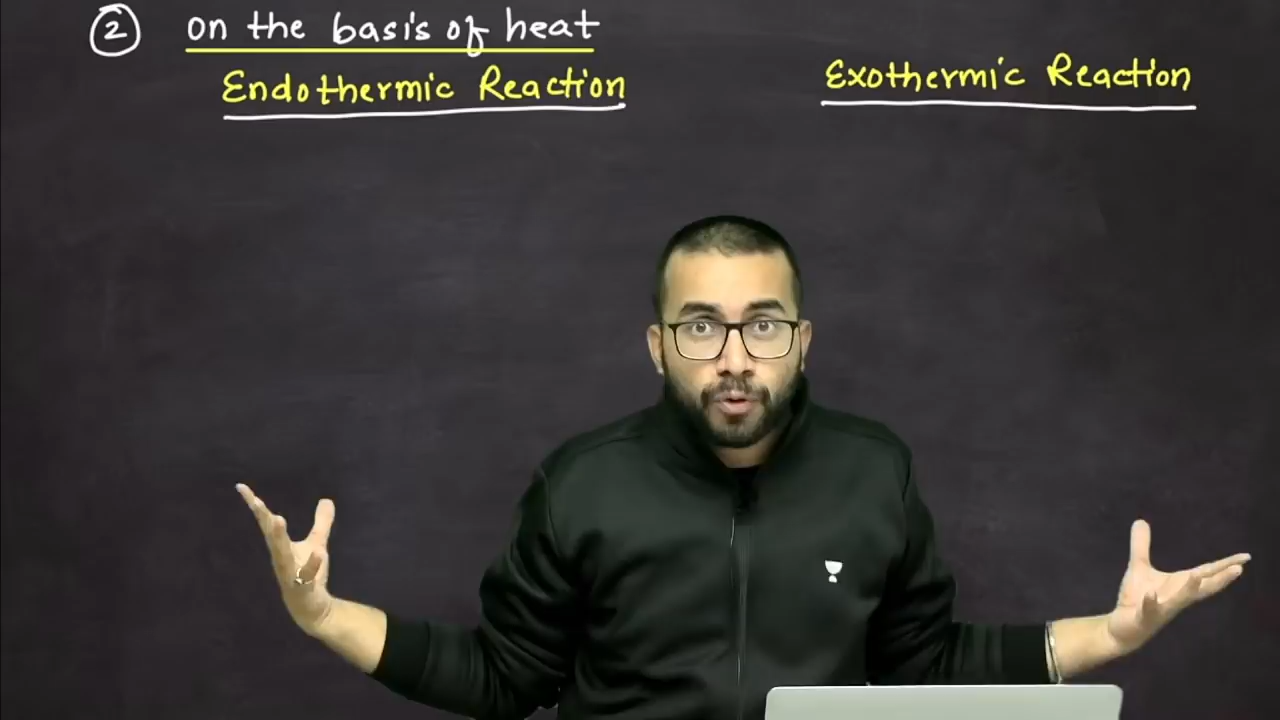 ② on the basis of heat
Endothermic Reaction
Exothermic Reaction